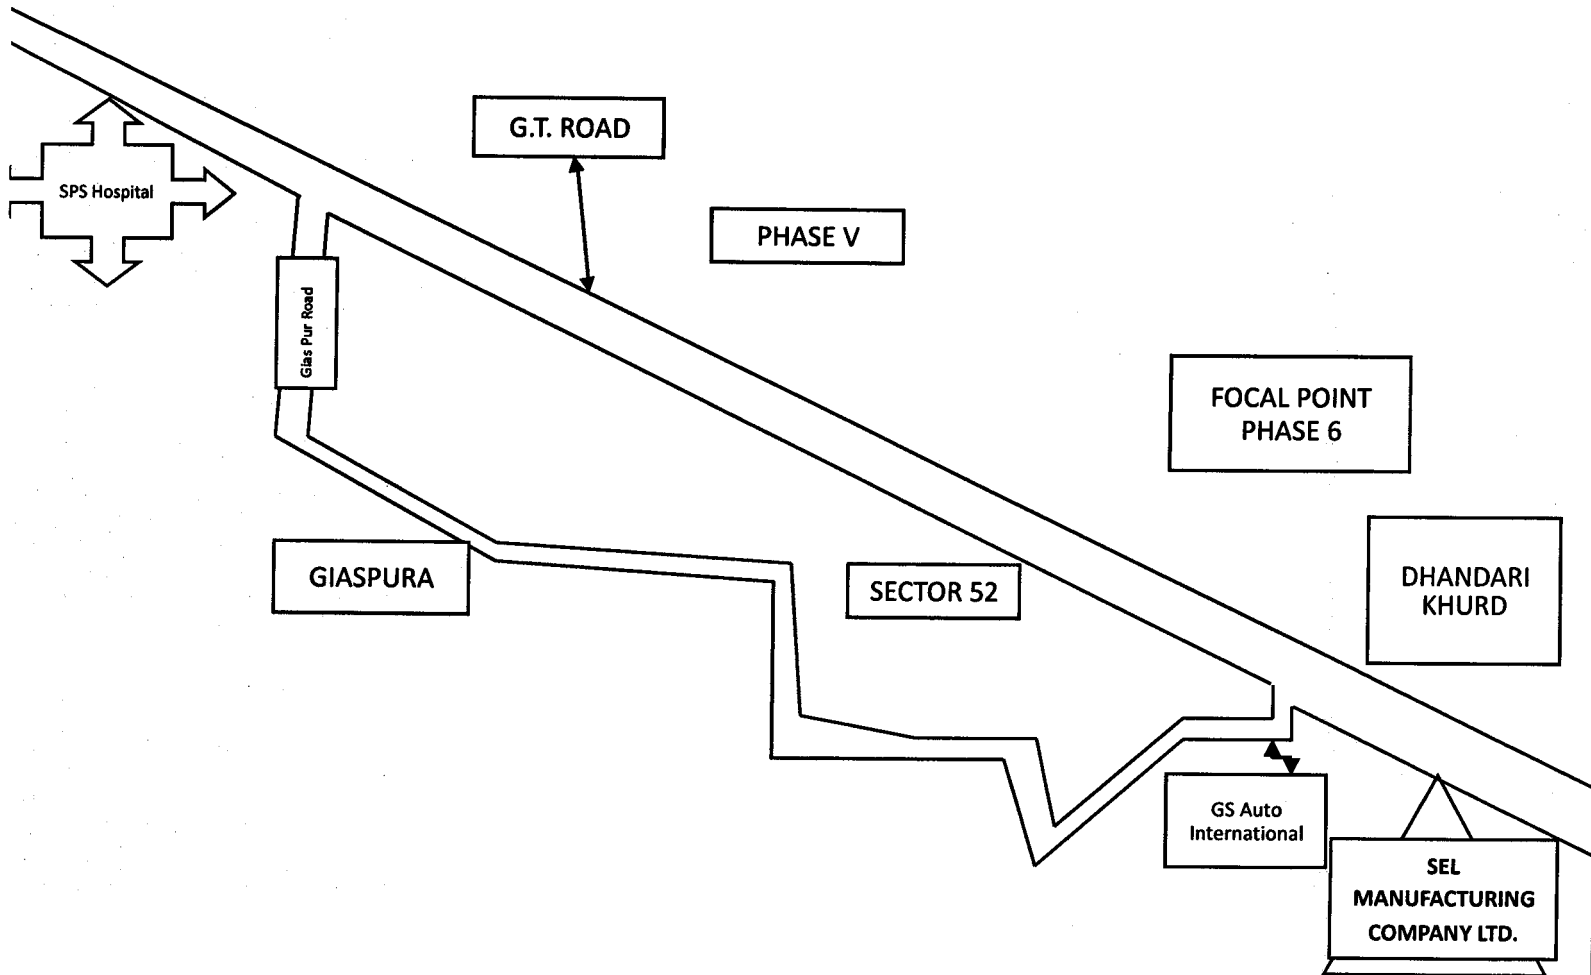 G.T. ROAD
SPS Hospital
PHASE V
Gias Pur Road
FOCAL POINT
PHASE 6
GIASPURA
SECTOR 52
DHANDARI
KHURD
GS Auto
International
SEL
MANUFACTURING
COMPANY LTD.